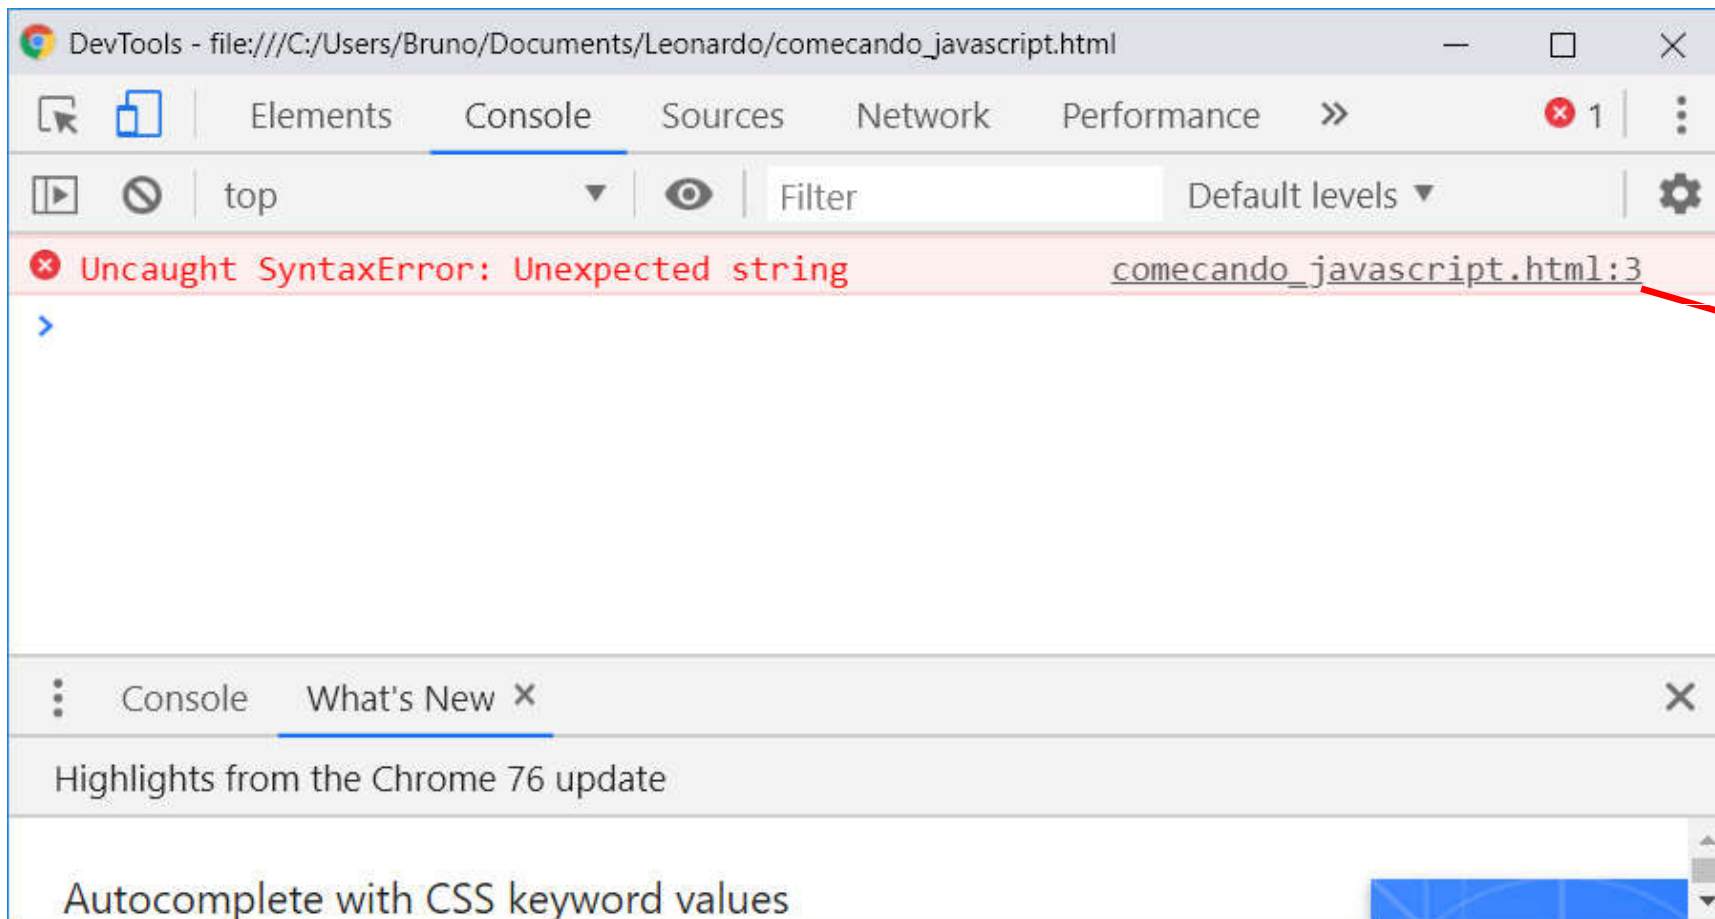 DevTools - file:///C:/Users/Bruno/Documents/Leonardo/comecando_javascript.html
Elements Console Sources Network Performance » 1
top Filter Default levels
Uncaught SyntaxError: Unexpected string comecando_javascript.html:3
>
Console What's New ×
Highlights from the Chrome 76 update
Autocomplete with CSS keyword values